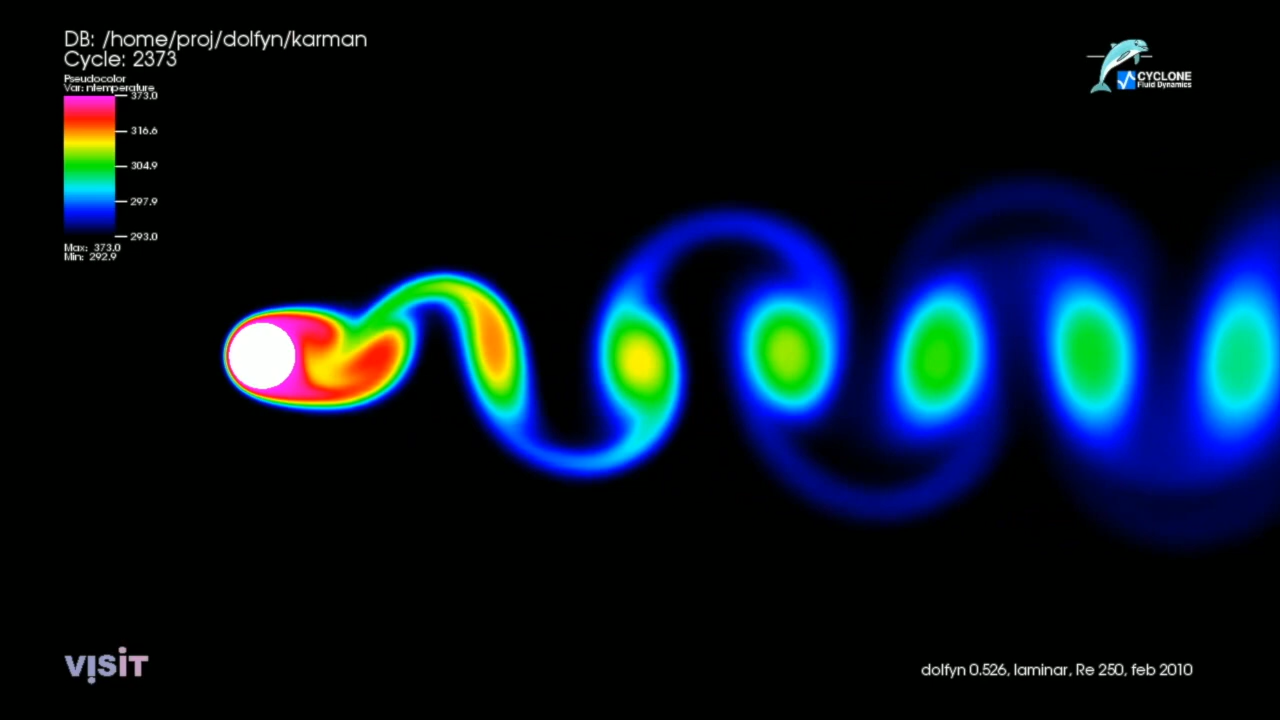 DB: /home/proj/dolfyn/karman
Cycle: 2373
Pseudocolor
Var: ntemperature
373.0
316.6
304.9
297.9
293.0
Max: 373.0
Min: 292.9
CYCLONE
Fluid Dynamics
VISIT
dolfyn 0.526, laminar, Re 250, feb 2010